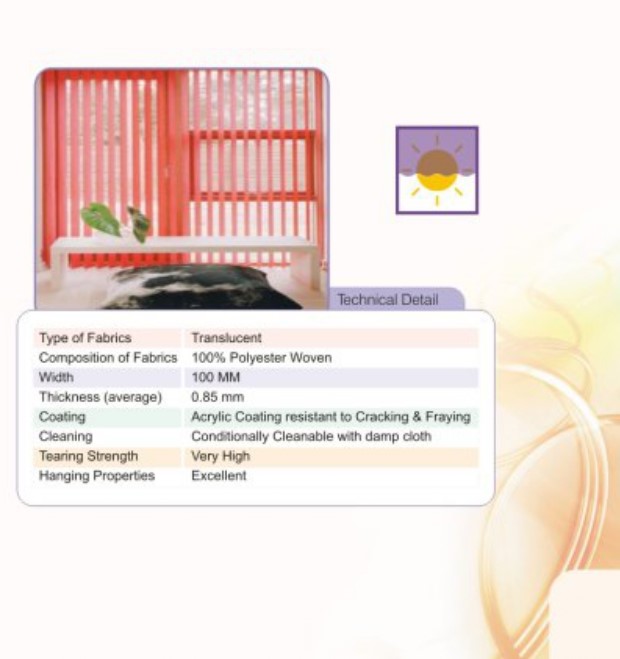 Technical Detail
Type of Fabrics Translucent
Composition of Fabrics 100% Polyester Woven
Width 100 MM
Thickness (average) 0.85 mm
Coating Acrylic Coating resistant to Cracking & Fraying
Cleaning Conditionally Cleanable with damp cloth
Tearing Strength Very High
Hanging Properties Excellent